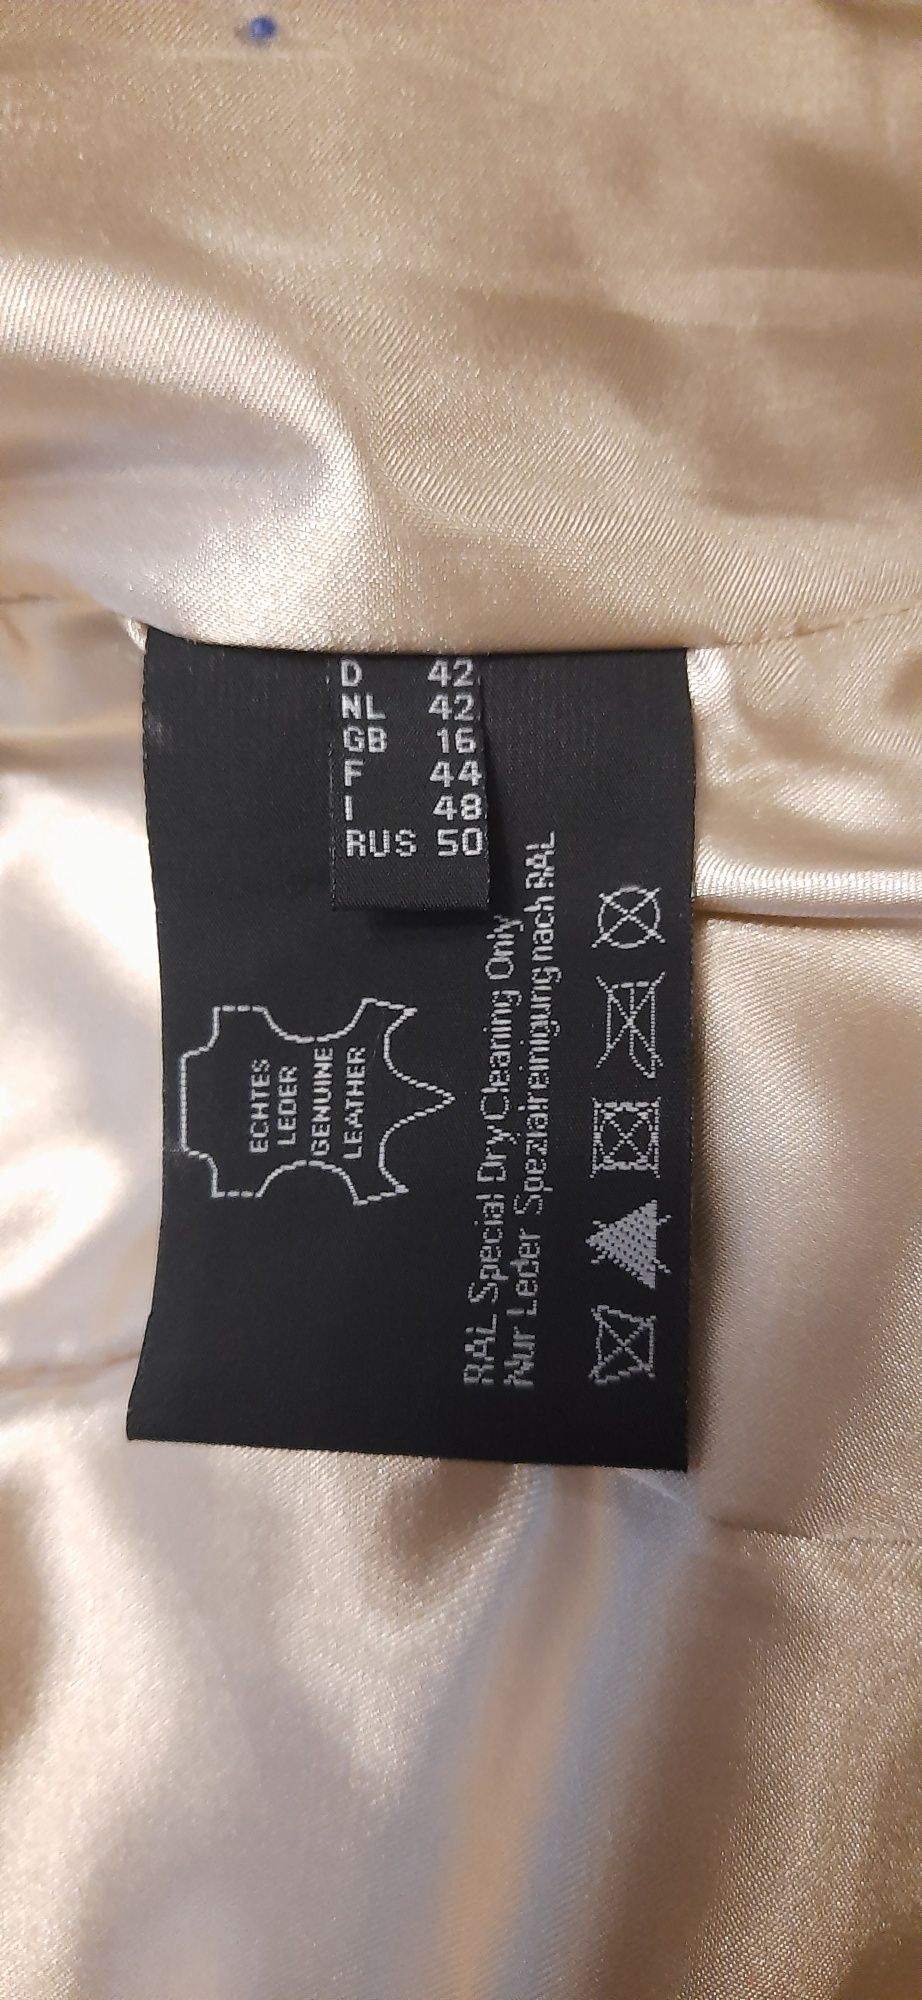 D 42
NL 42
GB 16
F 44
I 48
RUS 50
ECHTES
LEDER
GENUINE
LEATHER
RAL Special Dry Cleaning Only
Nur Leder Spezialreinigung nach RAL